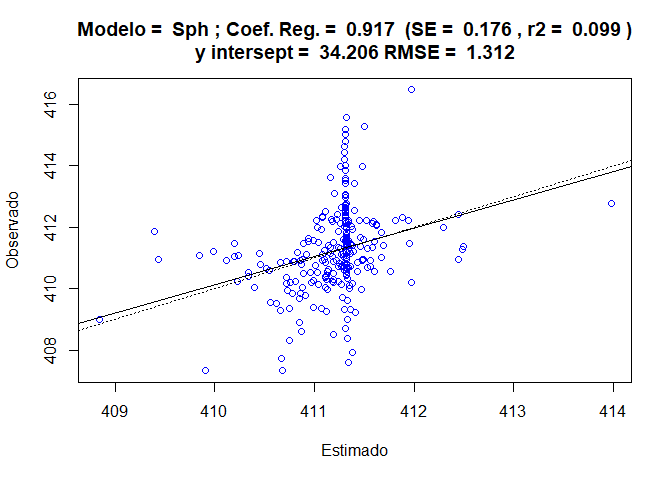 Modelo = Sph ; Coef. Reg. = 0.917 (SE = 0.176 , r2 = 0.099 )
y intersept = 34.206 RMSE = 1.312
416
414
412
410
408
Observado
409
410
411
412
413
414
Estimado